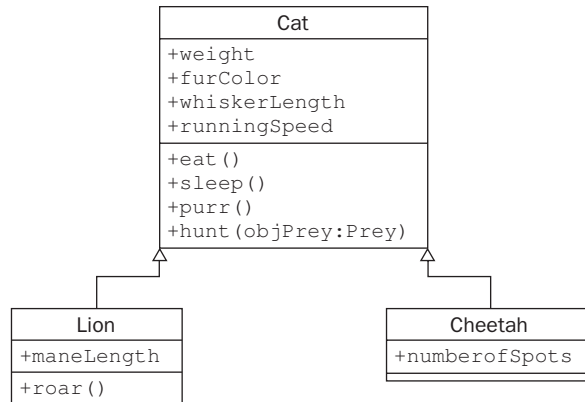 Cat
+weight
+furColor
+whiskerLength
+runningSpeed
+eat()
+sleep()
+purr()
+hunt(objPrey:Prey)
Lion
+maneLength
+roar()
Cheetah
+numberofSpots